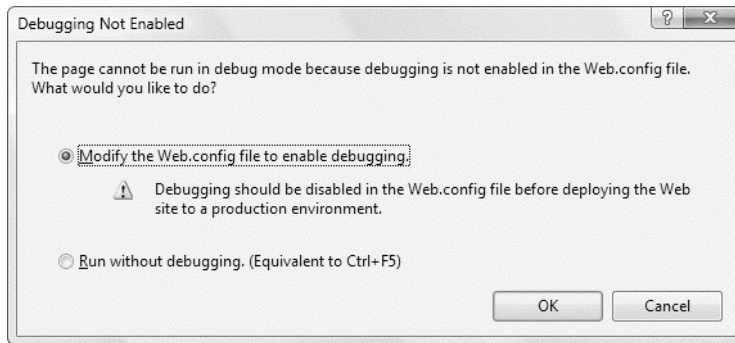 Debugging Not Enabled
The page cannot be run in debug mode because debugging is not enabled in the Web.config file.
What would you like to do?
Modify the Web.config file to enable debugging.
Debugging should be disabled in the Web.config file before deploying the Web
site to a production environment.
Run without debugging. (Equivalent to Ctrl+F5)
OK Cancel